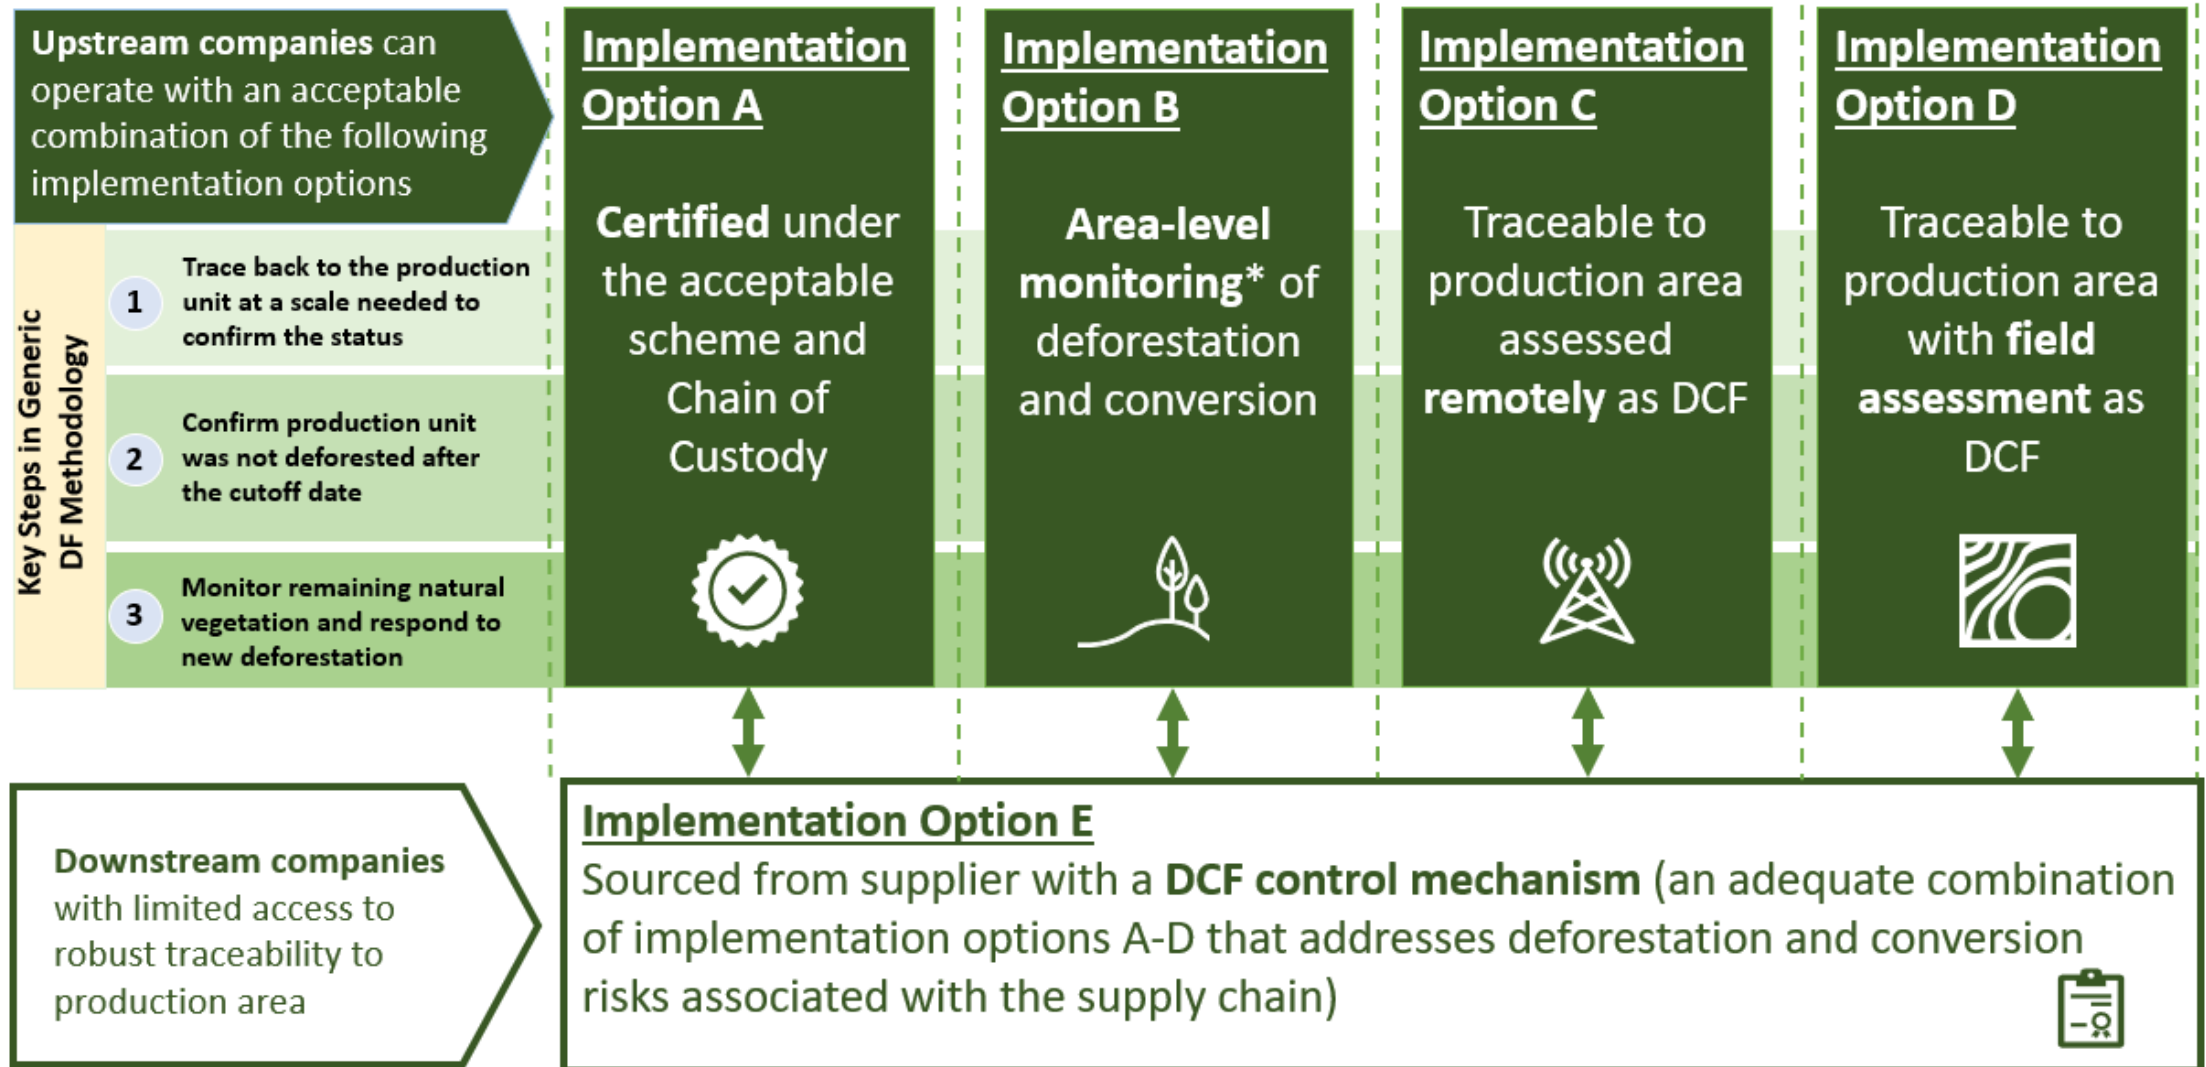 Upstream companies can
operate with an acceptable
combination of the following
implementation options
Key Steps in Generic
DF Methodology
1
Trace back to the production
unit at a scale needed to
confirm the status
2
Confirm production unit
was not deforested after
the cutoff date
3
Monitor remaining natural
vegetation and respond to
new deforestation
Implementation
Option A
Certified under
the acceptable
scheme and
Chain of
Custody
Implementation
Option B
Area-level
monitoring* of
deforestation
and conversion
Implementation
Option C
Traceable to
production area
assessed
remotely as DCF
Implementation
Option D
Traceable to
production area
with field
assessment as
DCF
Downstream companies
with limited access to
robust traceability to
production area
Implementation Option E
Sourced from supplier with a DCF control mechanism (an adequate combination
of implementation options A-D that addresses deforestation and conversion
risks associated with the supply chain)